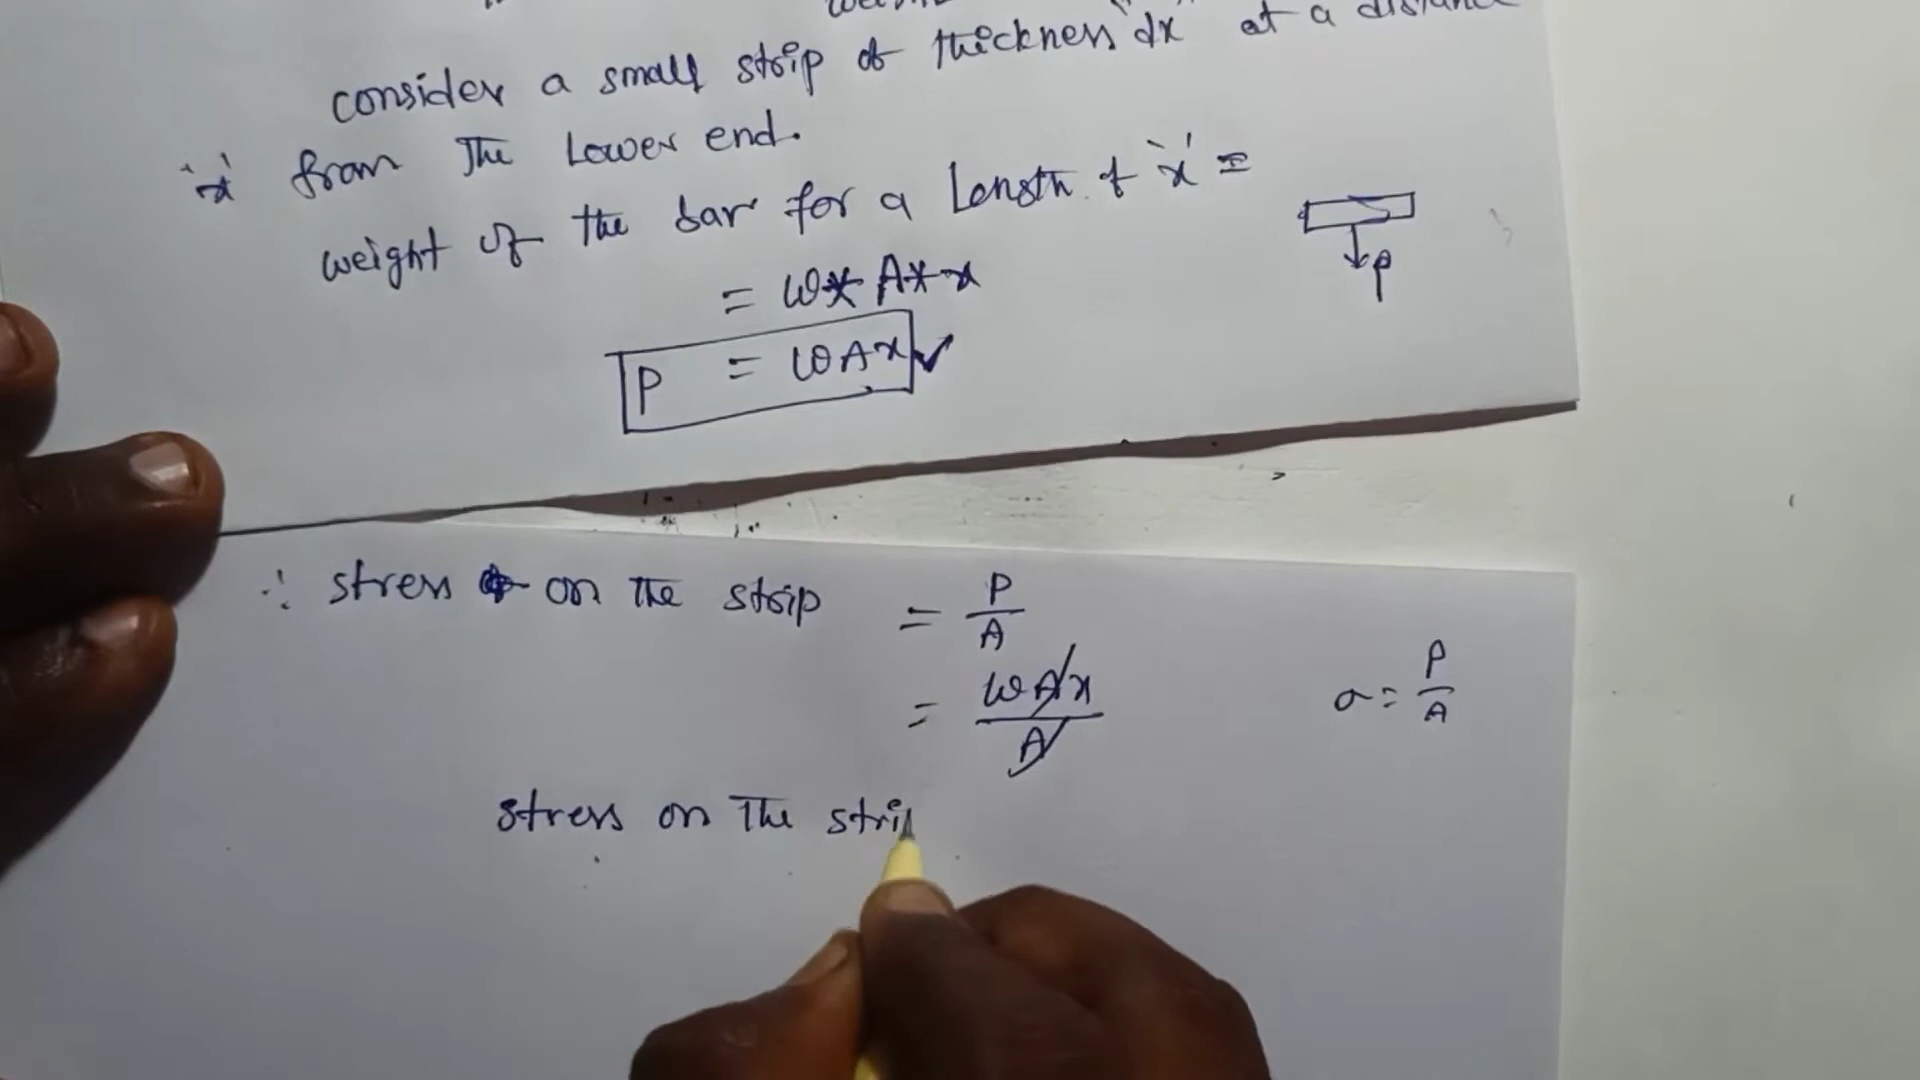 consider a small strip of thickness "dx" at a distance
'x' from The Lower end.
weight of the bar for a Length of 'x' =
= W * A * x
P = WAx ✓
P
∴ stress on the strip = P/A
= WAx/A
σ = P/A
stress on The stri